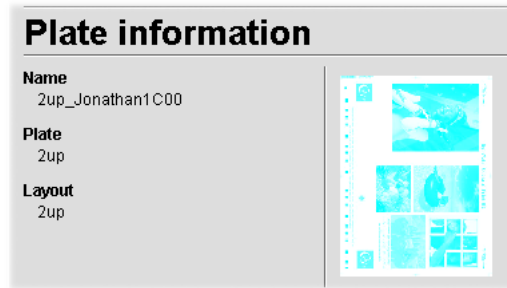 Plate information
Name
2up_Jonathan1C00
Plate
2up
Layout
2up